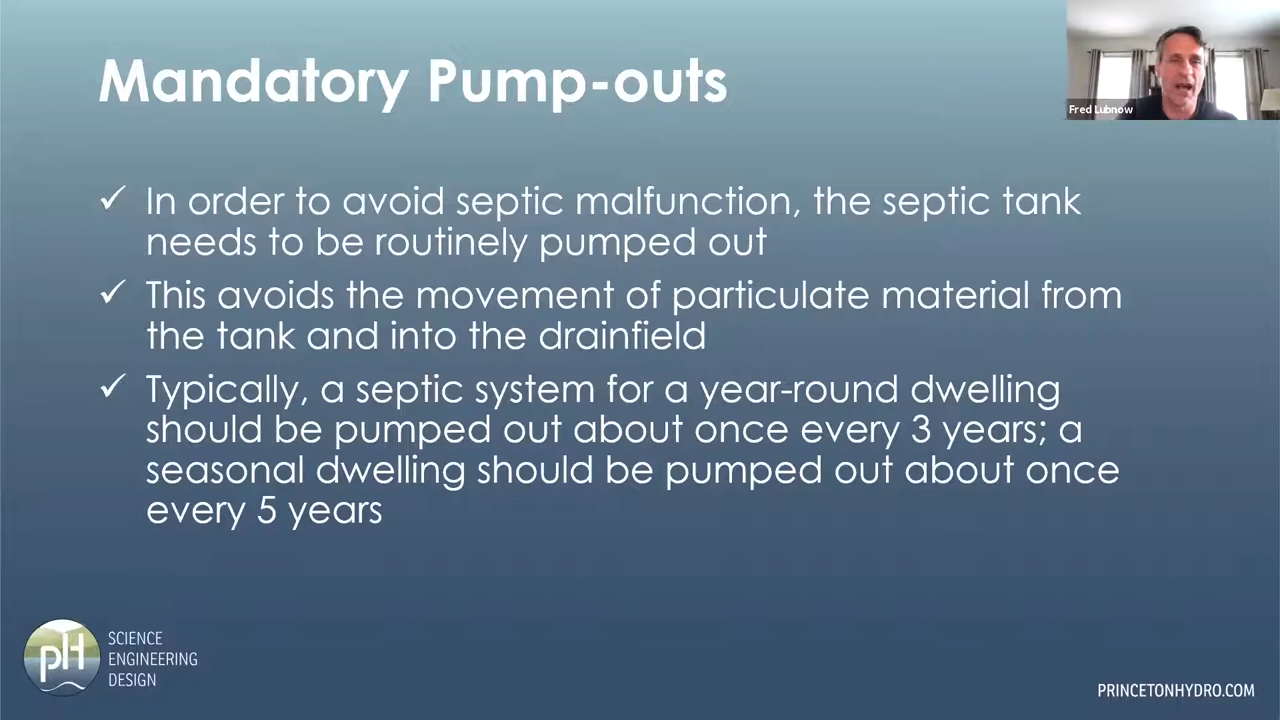 Mandatory Pump-outs
Fred Lubnow
✓ In order to avoid septic malfunction, the septic tank
needs to be routinely pumped out
✓ This avoids the movement of particulate material from
the tank and into the drainfield
✓ Typically, a septic system for a year-round dwelling
should be pumped out about once every 3 years; a
seasonal dwelling should be pumped out about once
every 5 years
pH
SCIENCE
ENGINEERING
DESIGN
PRINCETONHYDRO.COM